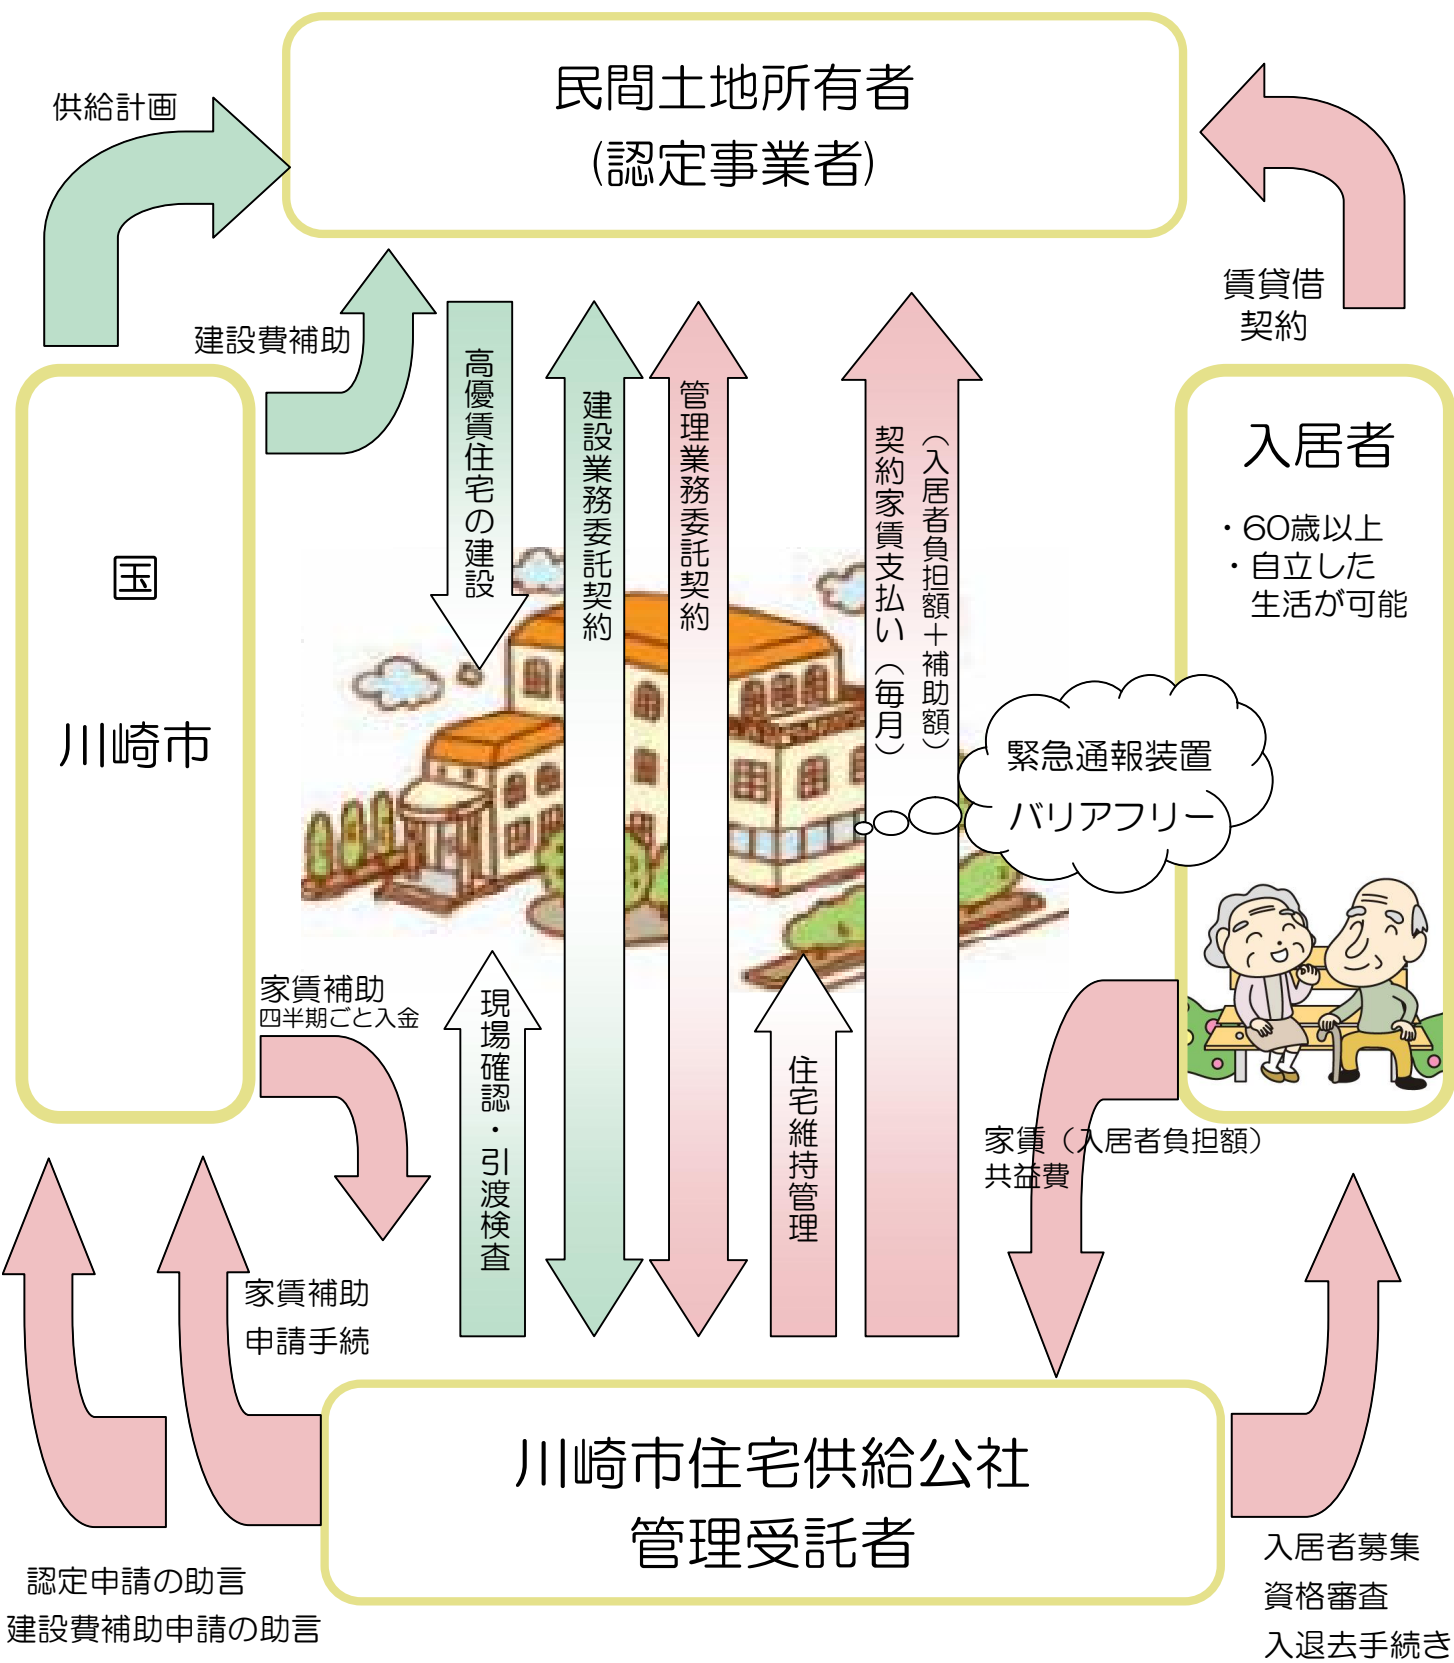 民間土地所有者
(認定事業者)
供給計画
建設費補助
賃貸借
契約
国
川崎市
高優賃住宅の建設
建設業務委託契約
管理業務委託契約
契約家賃支払い（毎月）
（入居者負担額＋補助額）
入居者
・60歳以上
・自立した
生活が可能
緊急通報装置
バリアフリー
家賃補助
四半期ごと入金
現場確認・引渡検査
住宅維持管理
家賃（入居者負担額）
共益費
家賃補助
申請手続
川崎市住宅供給公社
管理受託者
認定申請の助言
建設費補助申請の助言
入居者募集
資格審査
入退去手続き